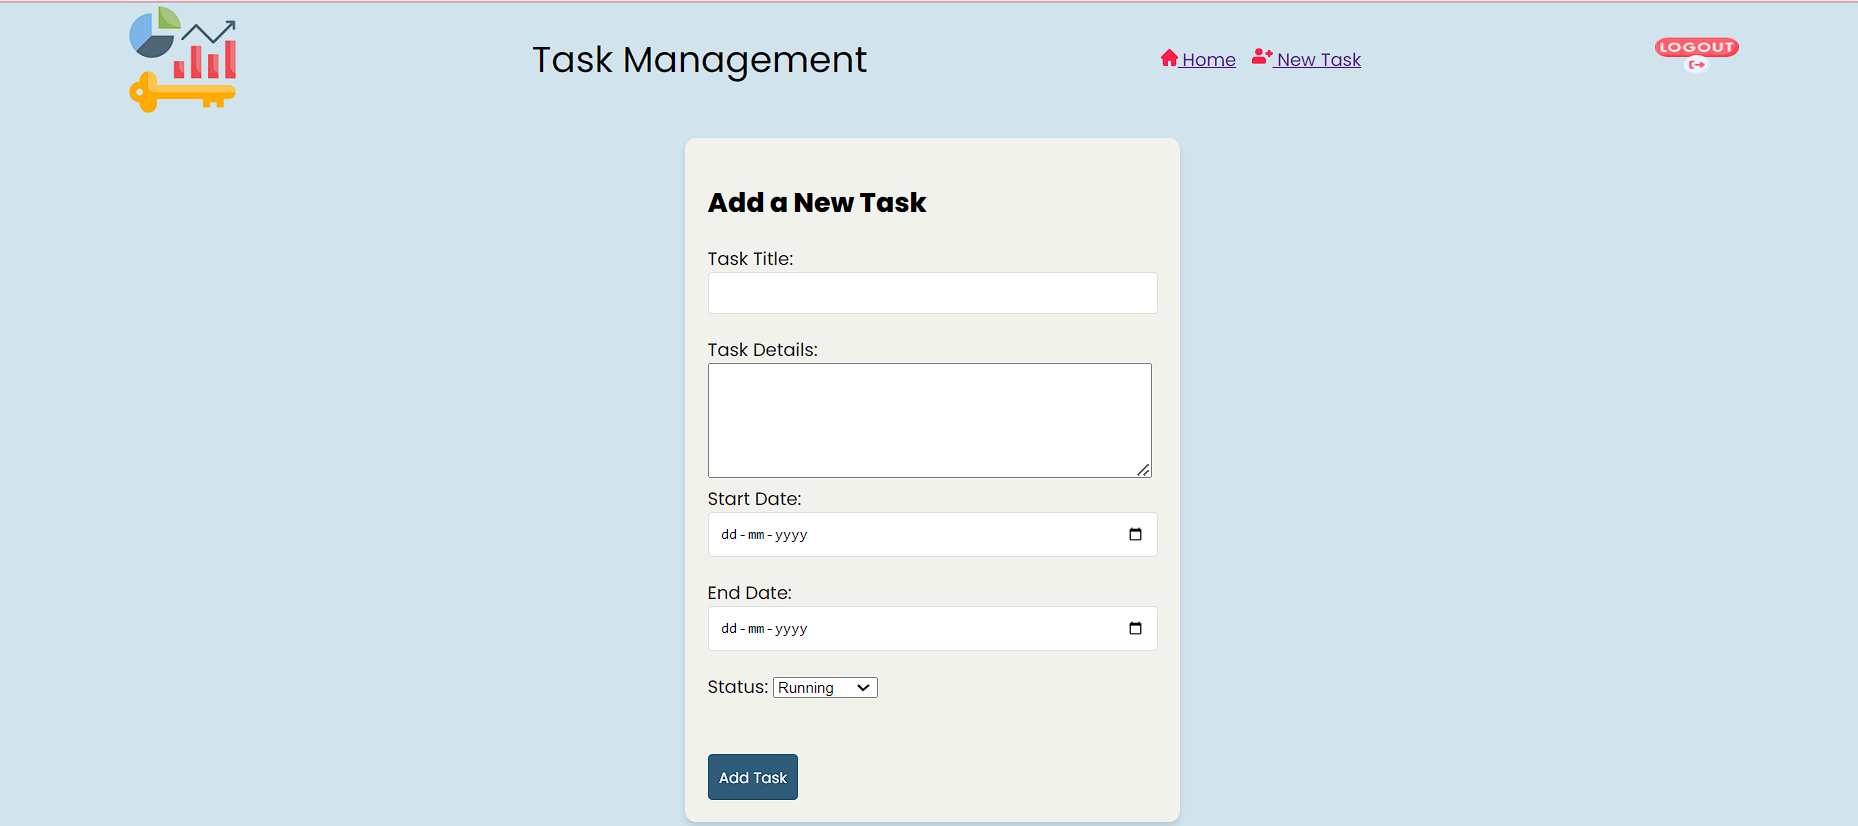 Task Management
Home New Task
LOGOUT
Add a New Task
Task Title:
Task Details:
Start Date:
dd-mm-yyyy
End Date:
dd-mm-yyyy
Status: Running
Add Task